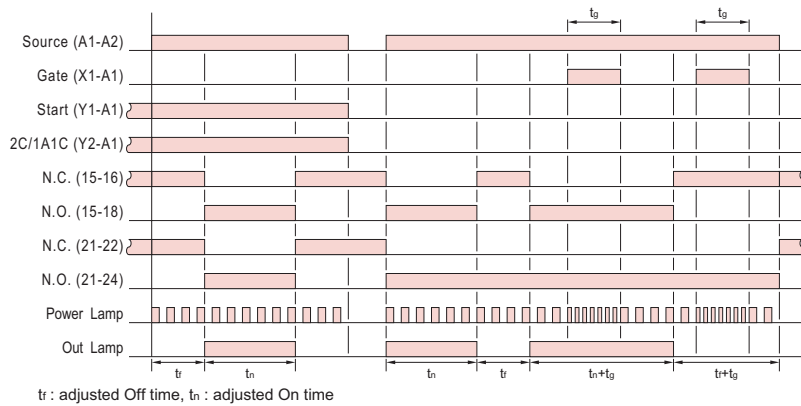 tg tg
Source (A1-A2)
Gate (X1-A1)
Start (Y1-A1)
2C/1A1C (Y2-A1)
N.C. (15-16)
N.O. (15-18)
N.C. (21-22)
N.O. (21-24)
Power Lamp
Out Lamp
tf tn tn tf tn+tg tf+tg
tf : adjusted Off time, tn : adjusted On time